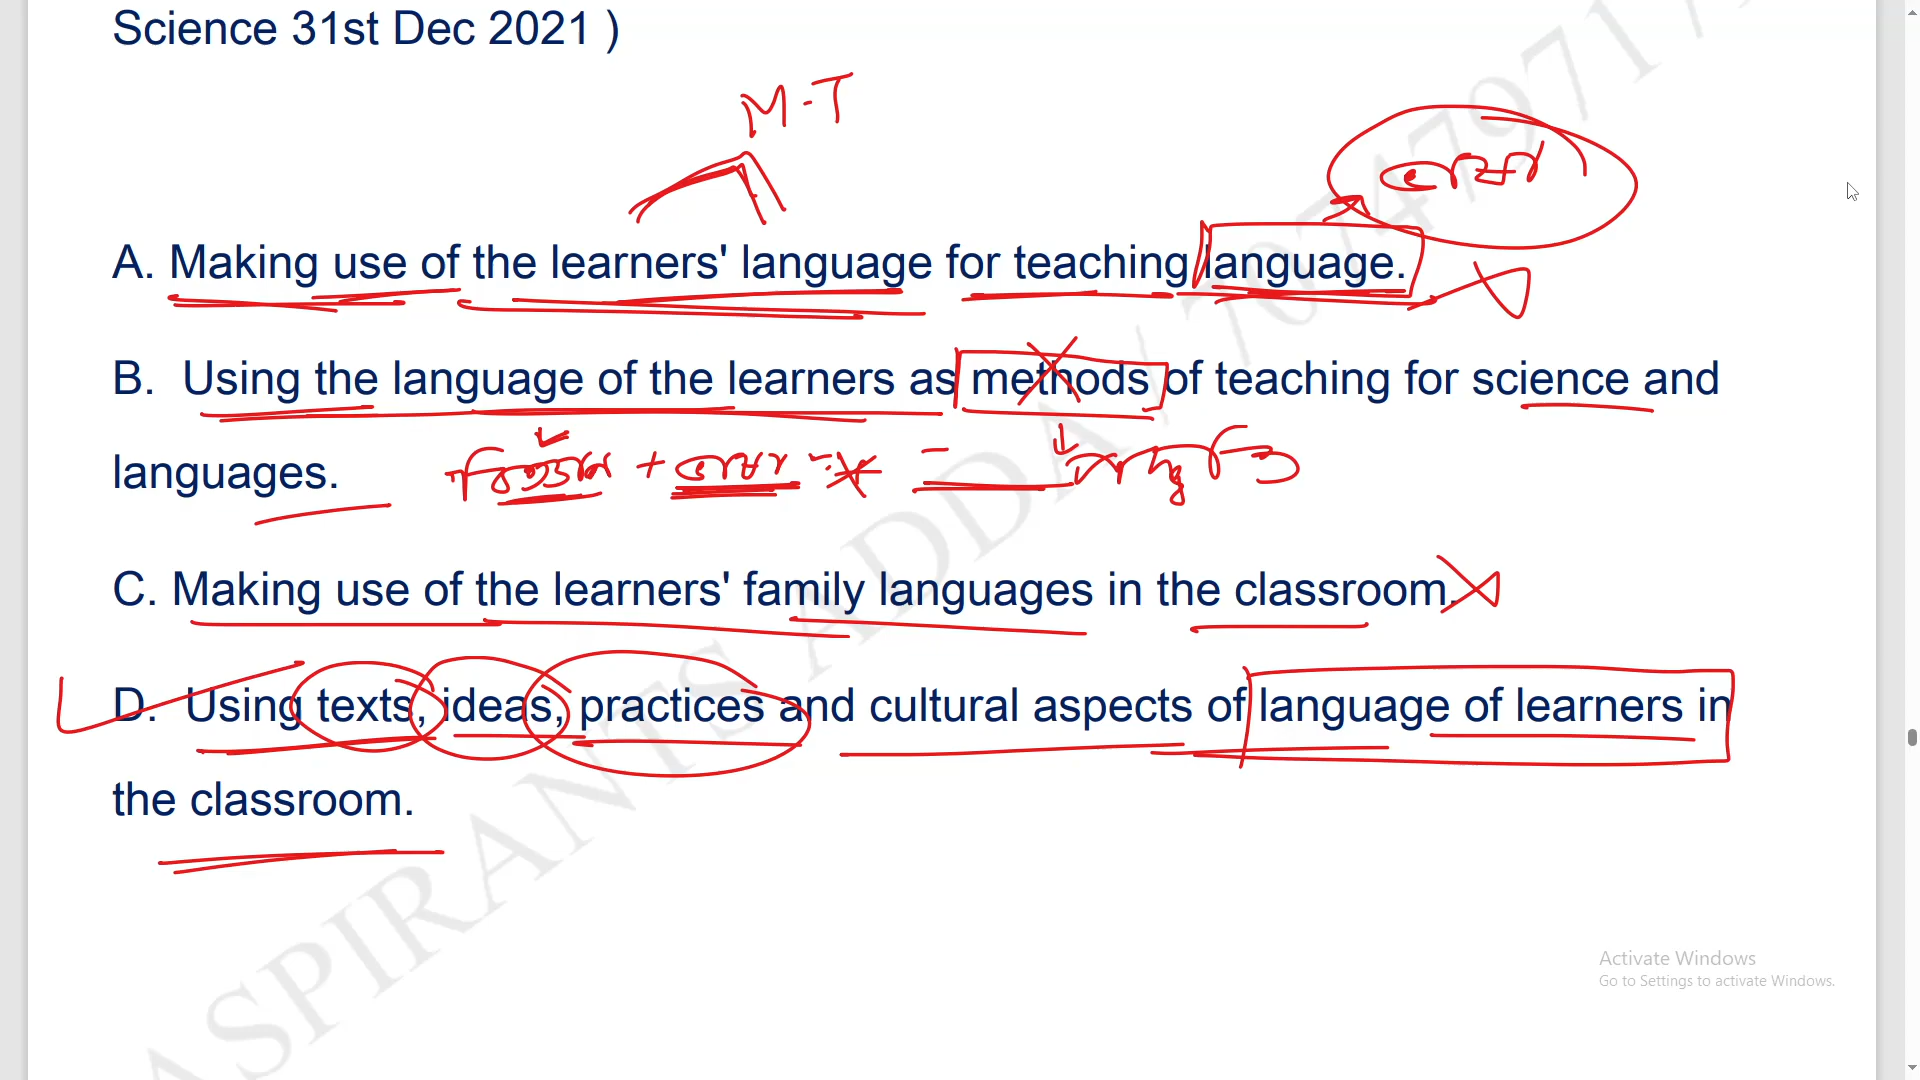 Science 31st Dec 2021 )
M.T
A. Making use of the learners' language for teaching language.
B. Using the language of the learners as methods of teaching for science and
languages.
C. Making use of the learners' family languages in the classroom.
D. Using texts, ideas, practices and cultural aspects of language of learners in
the classroom.
ASPIRANTS ADDA / 70747971
Activate Windows
Go to Settings to activate Windows.